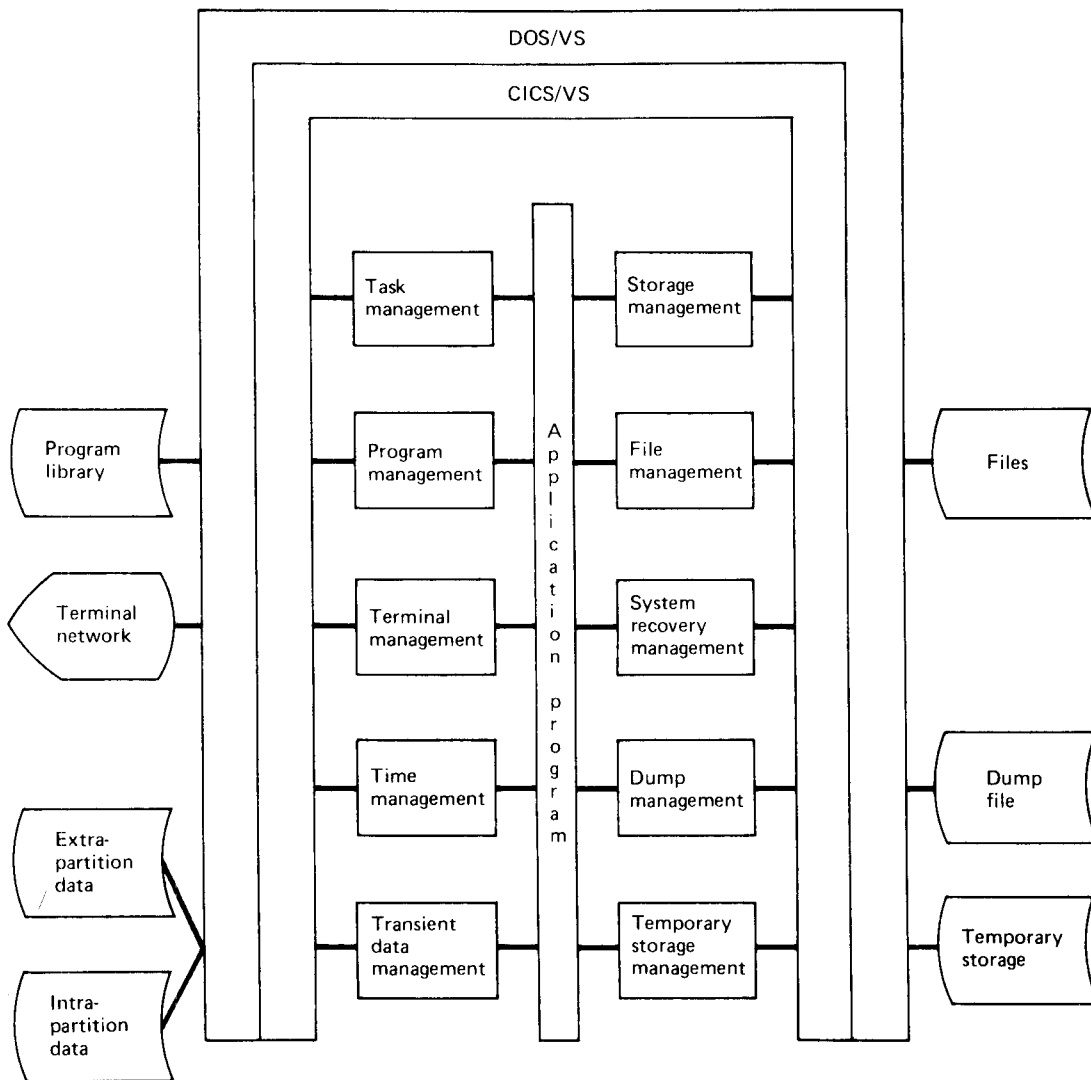 DOS/VS
CICS/VS
Task
management
Storage
management
Program
library
Program
management
Application program
File
management
Files
Terminal
network
Terminal
management
System
recovery
management
Time
management
Dump
management
Dump
file
Extra-
partition
data
Transient
data
management
Temporary
storage
management
Temporary
storage
Intra-
partition
data